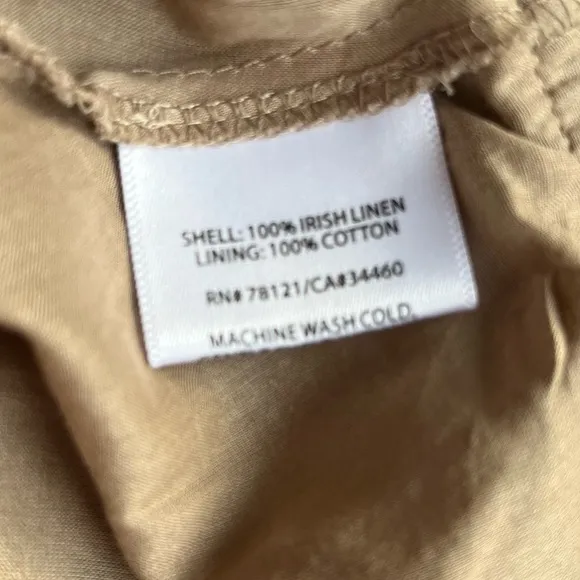 SHELL: 100% IRISH LINEN
LINING: 100% COTTON
RN# 78121/CA#34460
MACHINE WASH COLD,